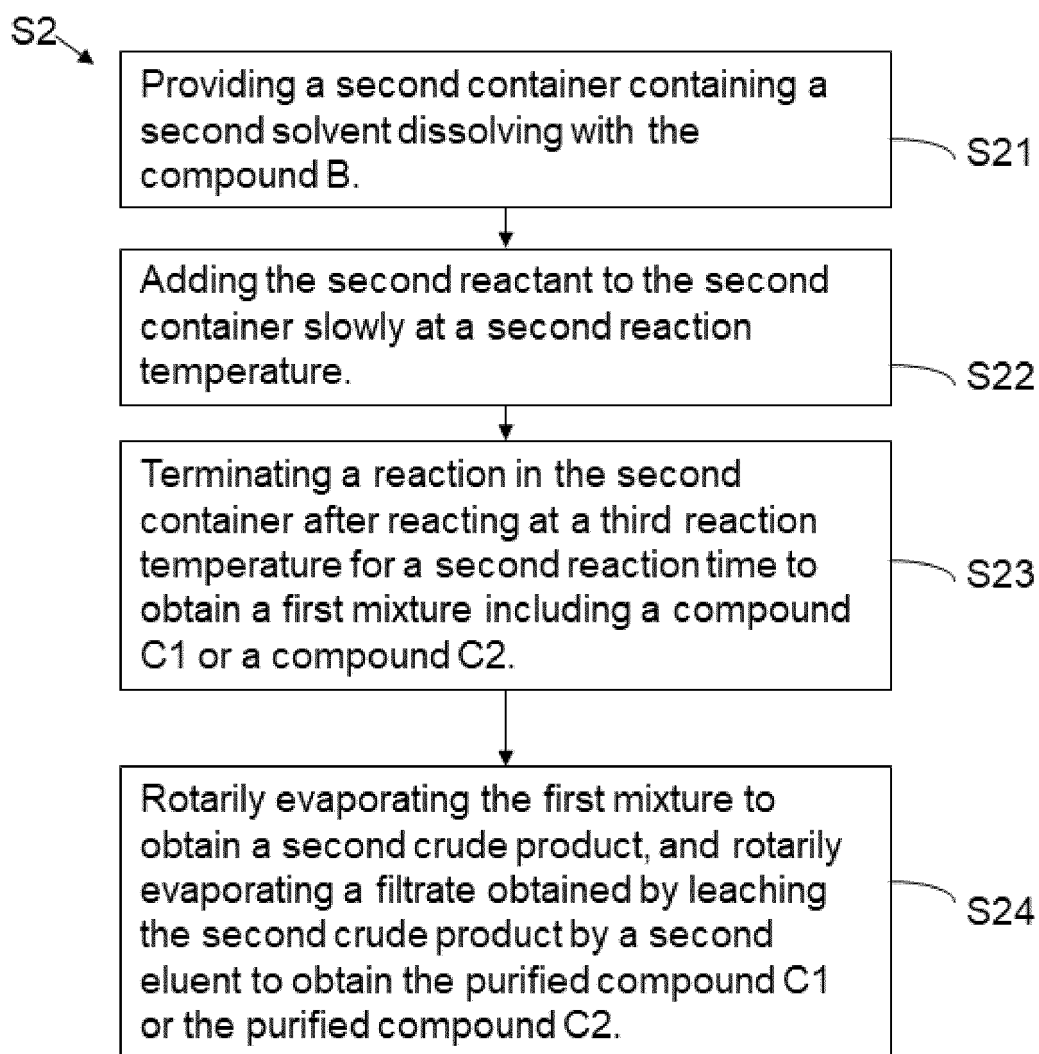 S2
Providing a second container containing a
second solvent dissolving with the
compound B.
S21
Adding the second reactant to the second
container slowly at a second reaction
temperature.
S22
Terminating a reaction in the second
container after reacting at a third reaction
temperature for a second reaction time to
obtain a first mixture including a compound
C1 or a compound C2.
S23
Rotarily evaporating the first mixture to
obtain a second crude product, and rotarily
evaporating a filtrate obtained by leaching
the second crude product by a second
eluent to obtain the purified compound C1
or the purified compound C2.
S24